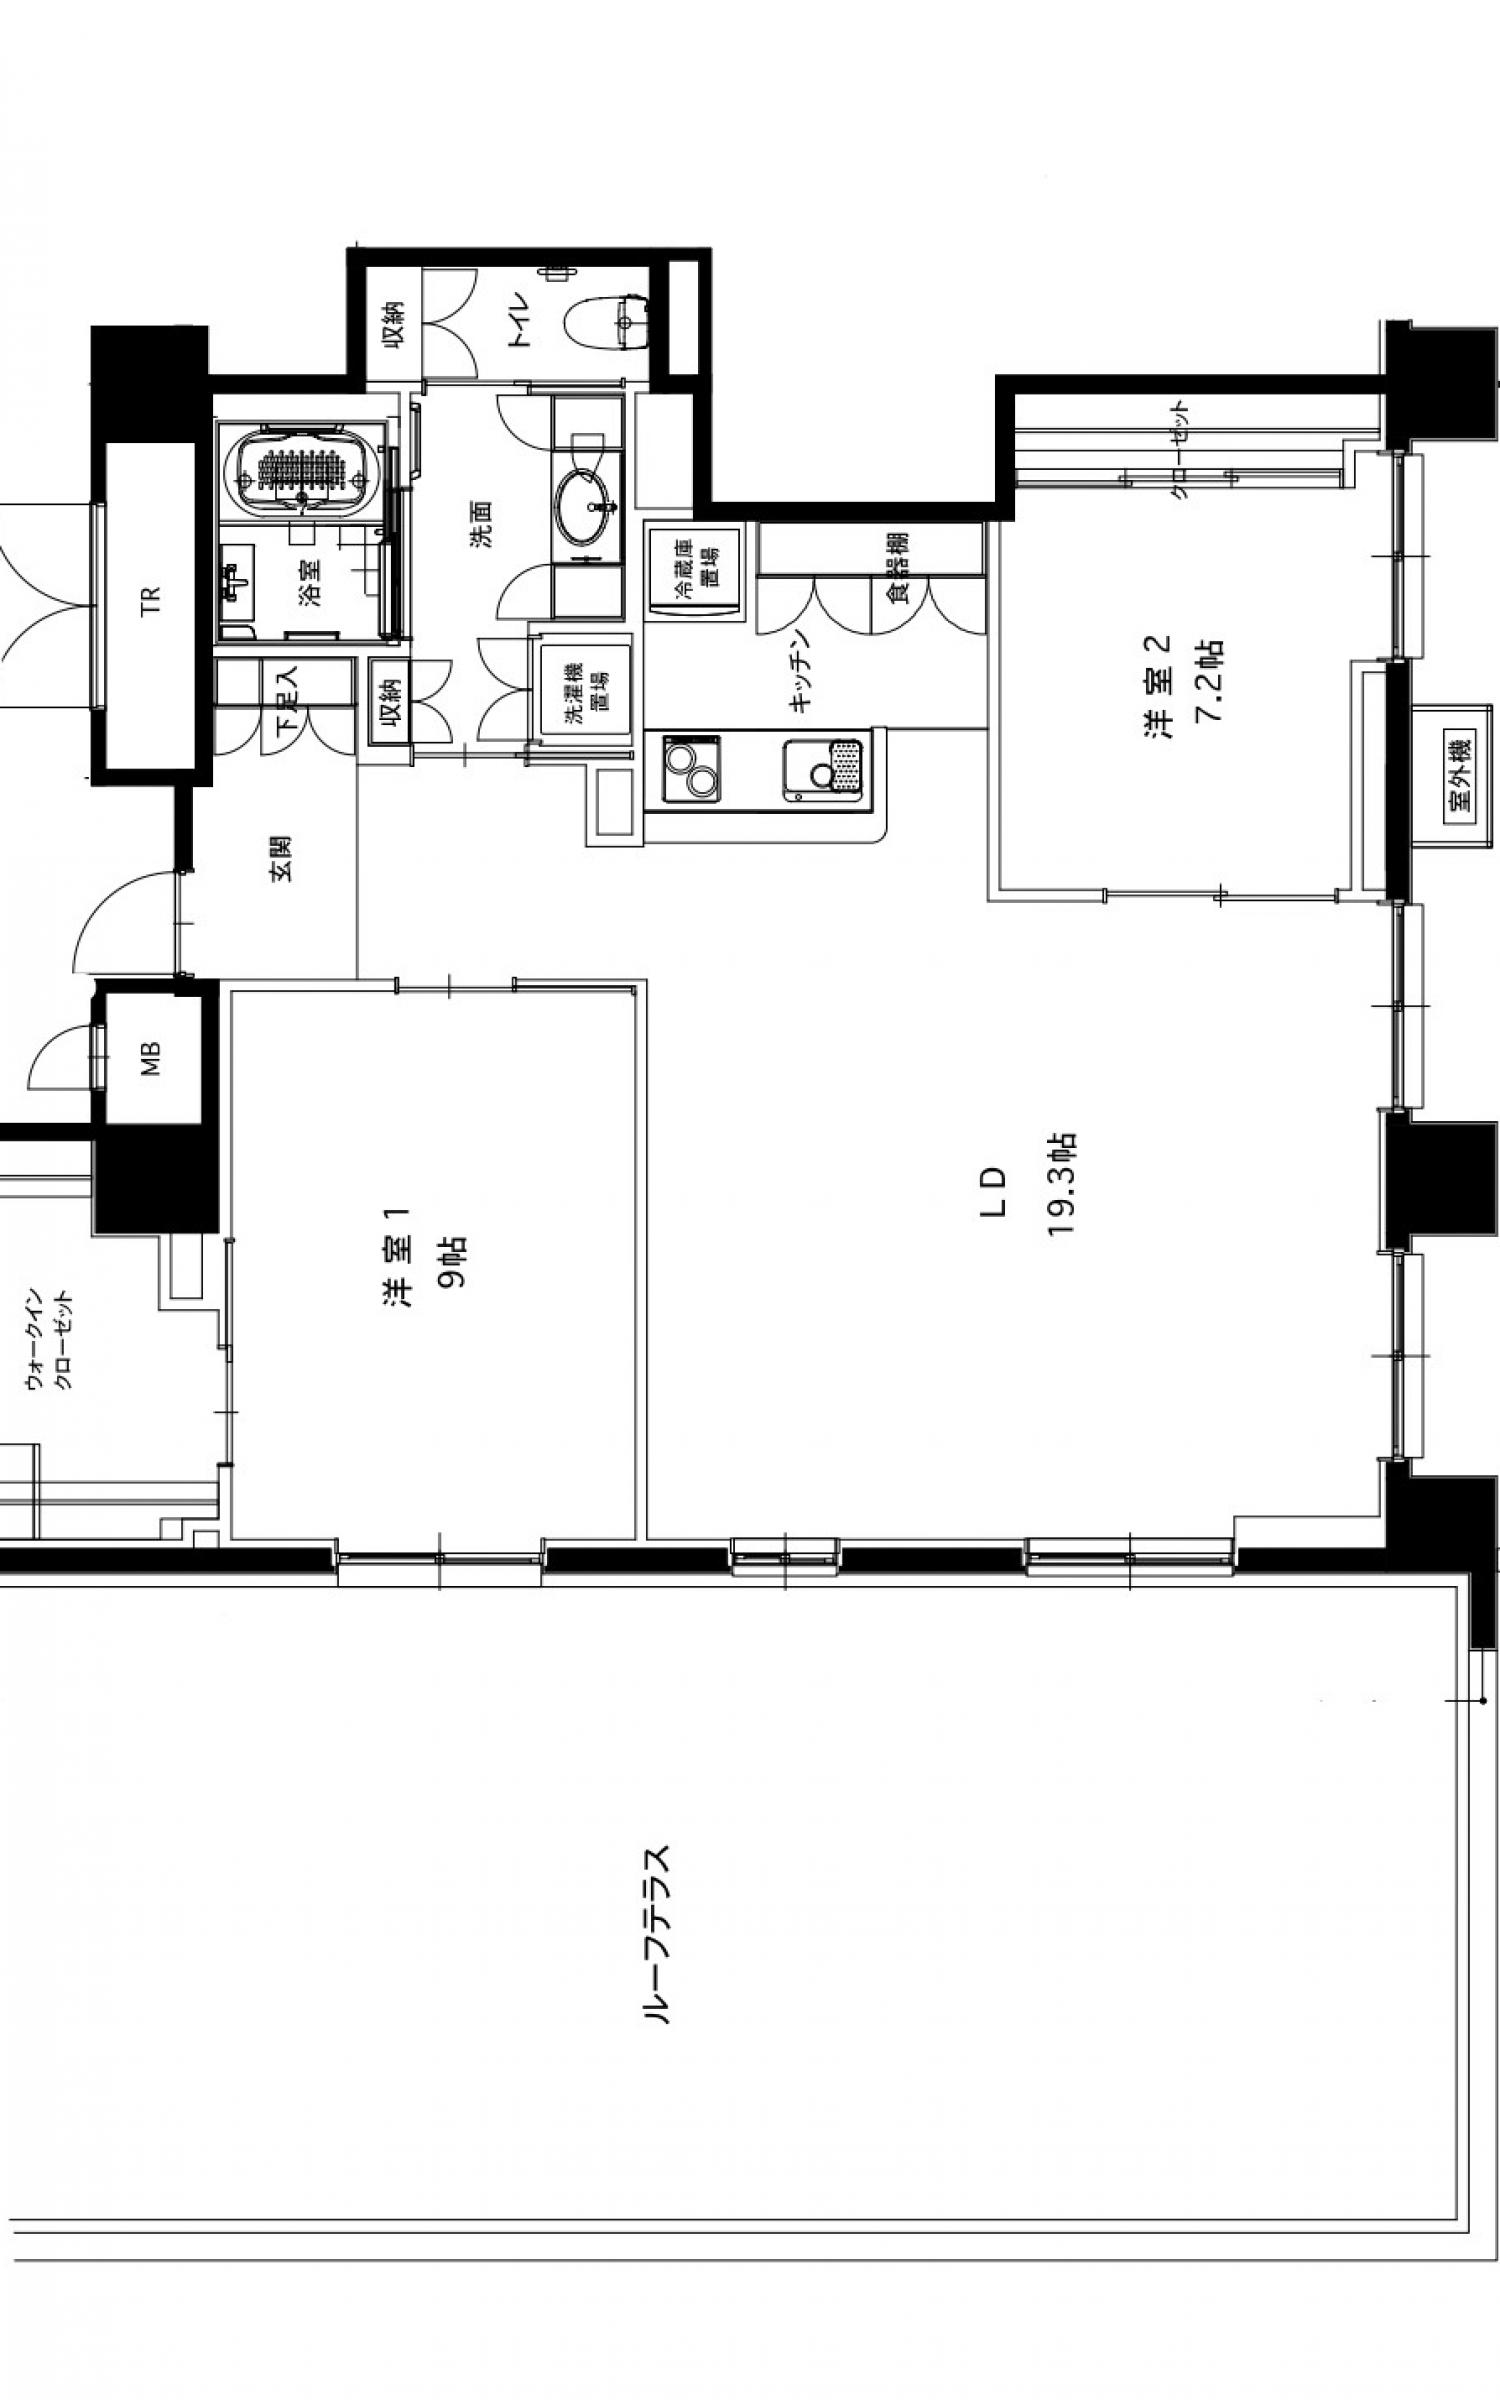 収納
トイレ
クローゼット
洗面
TR
浴室
冷蔵庫
置場
食器棚
下足入
収納
洗濯機
置場
キッチン
洋室2
7.2帖
室外機
玄関
MB
LD
19.3帖
洋室1
9帖
ウォークイン
クローゼット
ルーフテラス